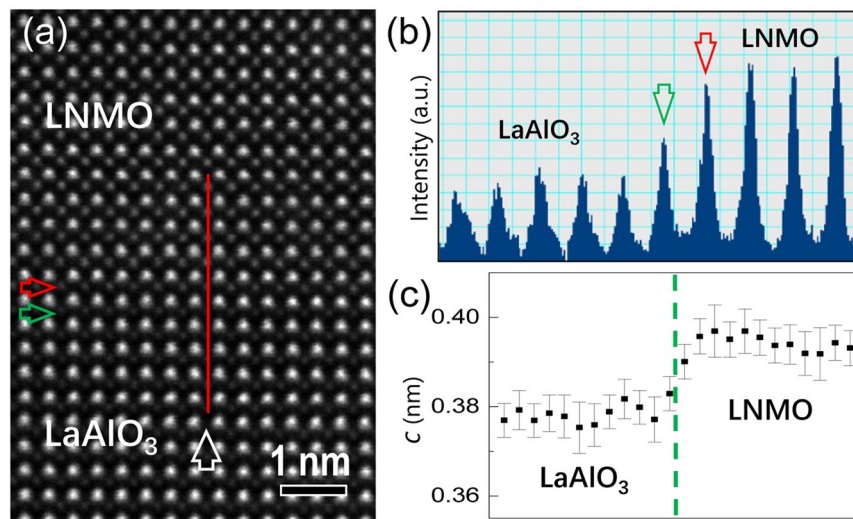 (a)
LNMO
LaAlO₃
1 nm
(b)
Intensity (a.u.)
LaAlO₃
LNMO
(c)
c (nm)
0.40
0.38
0.36
LaAlO₃
LNMO